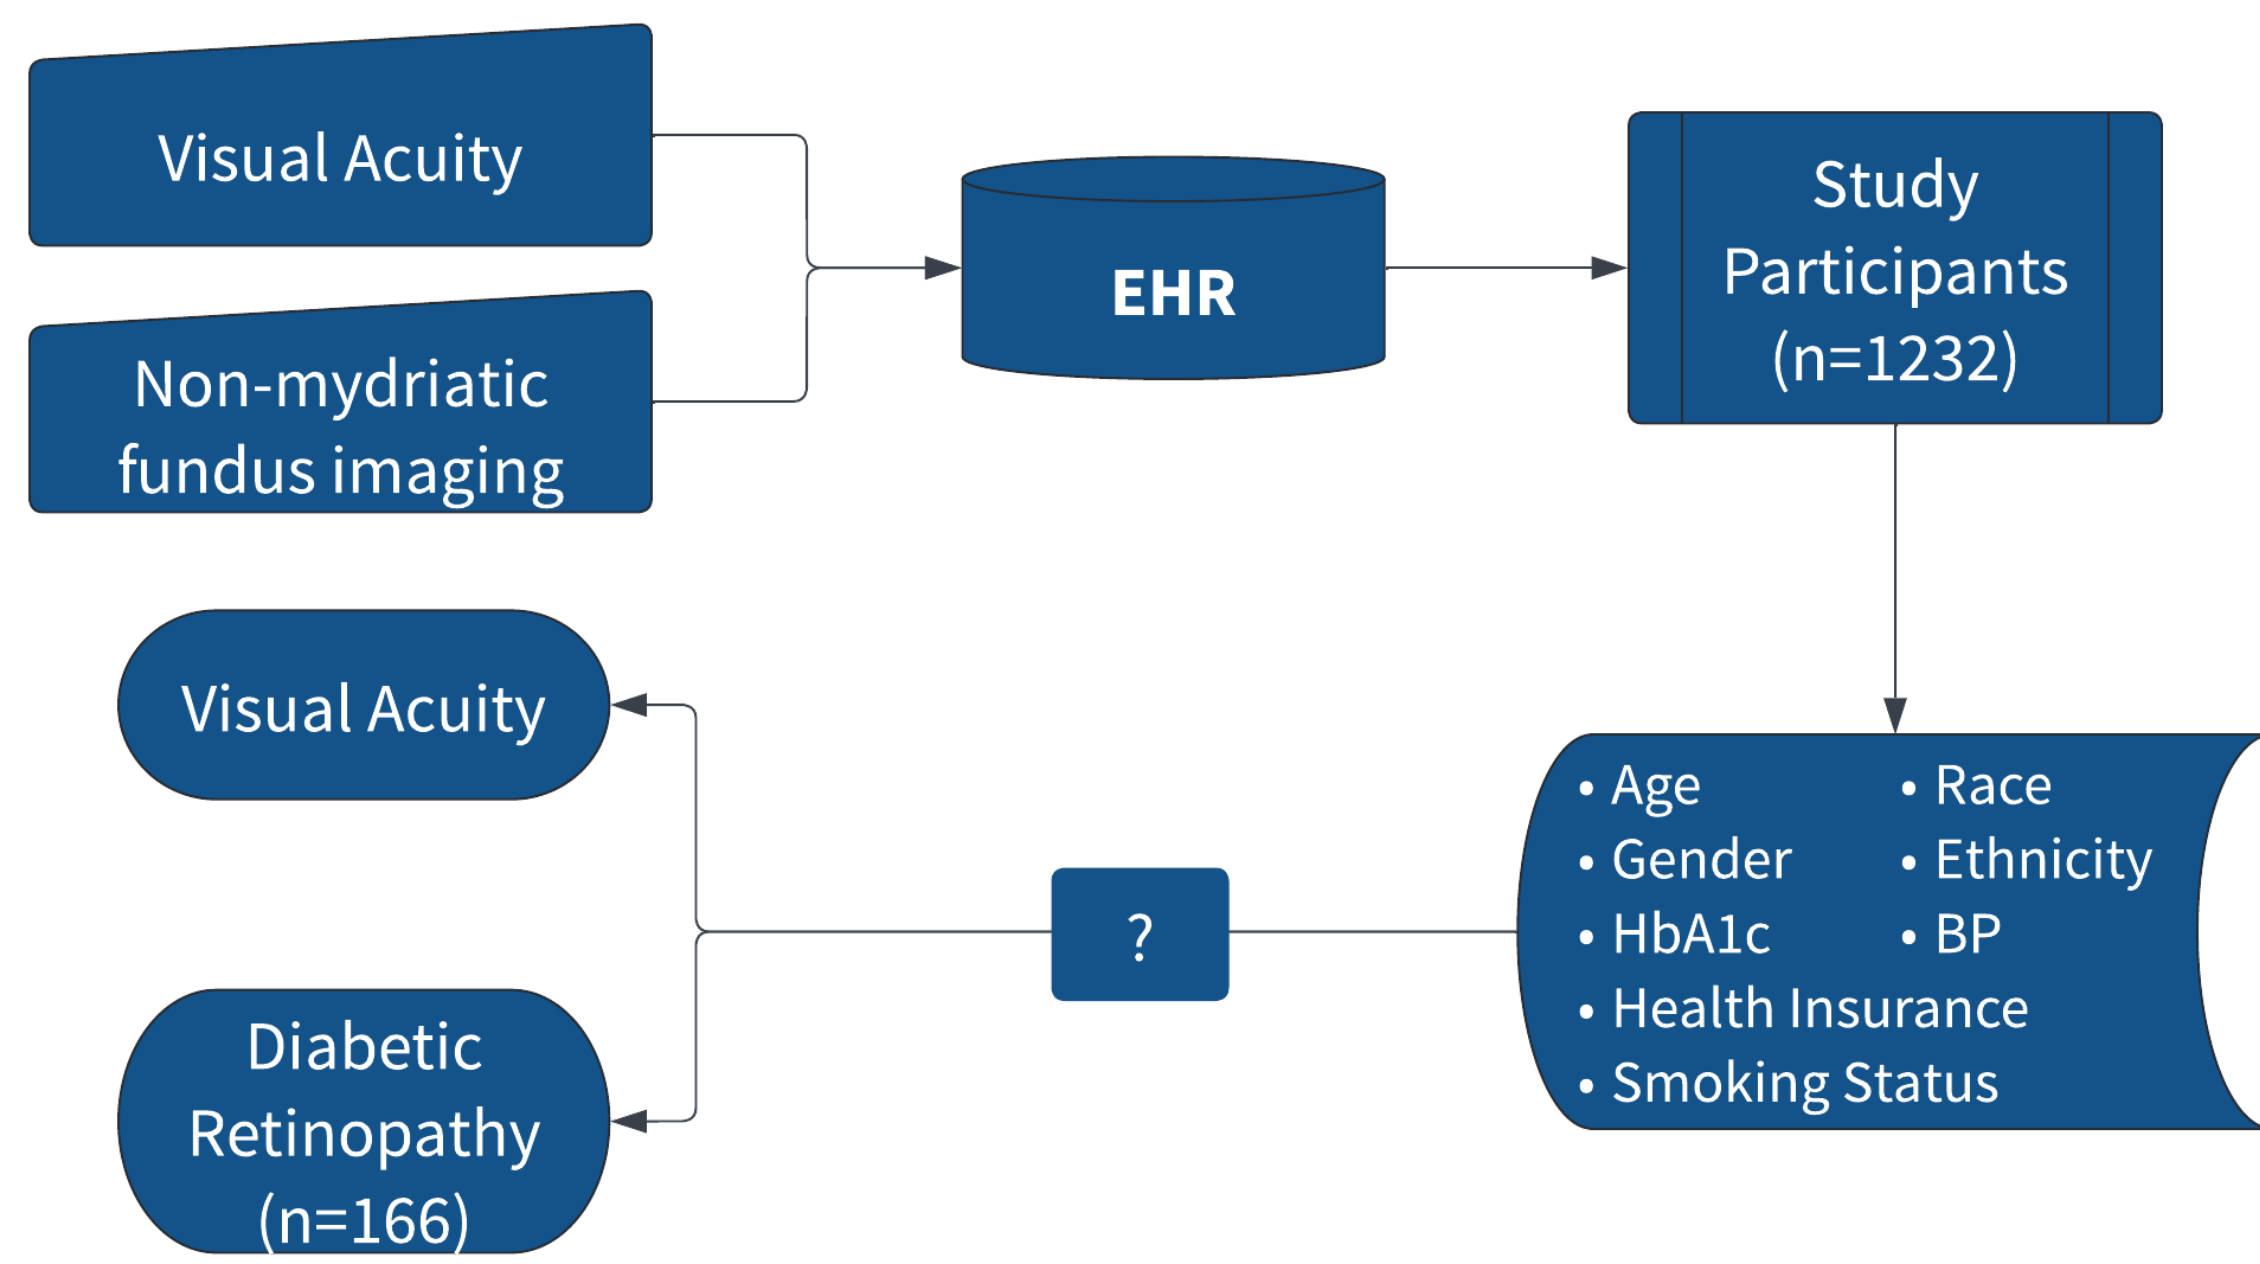 Visual Acuity
Non-mydriatic
fundus imaging
EHR
Study
Participants
(n=1232)
• Age
• Gender
• HbA1c
• Health Insurance
• Smoking Status
• Race
• Ethnicity
• BP
?
Visual Acuity
Diabetic
Retinopathy
(n=166)